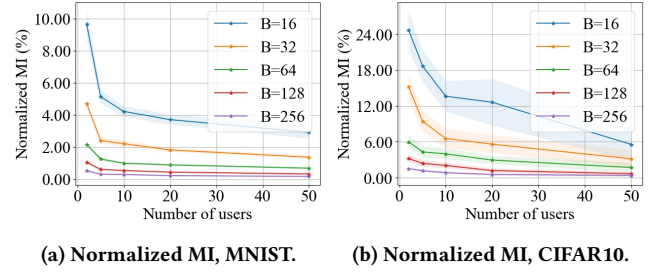 Normalized MI (%)
10.00
8.00
6.00
4.00
2.00
0.00
B=16
B=32
B=64
B=128
B=256
0 10 20 30 40 50
Number of users
(a) Normalized MI, MNIST.
Normalized MI (%)
24.00
18.00
12.00
6.00
0.00
B=16
B=32
B=64
B=128
B=256
0 10 20 30 40 50
Number of users
(b) Normalized MI, CIFAR10.